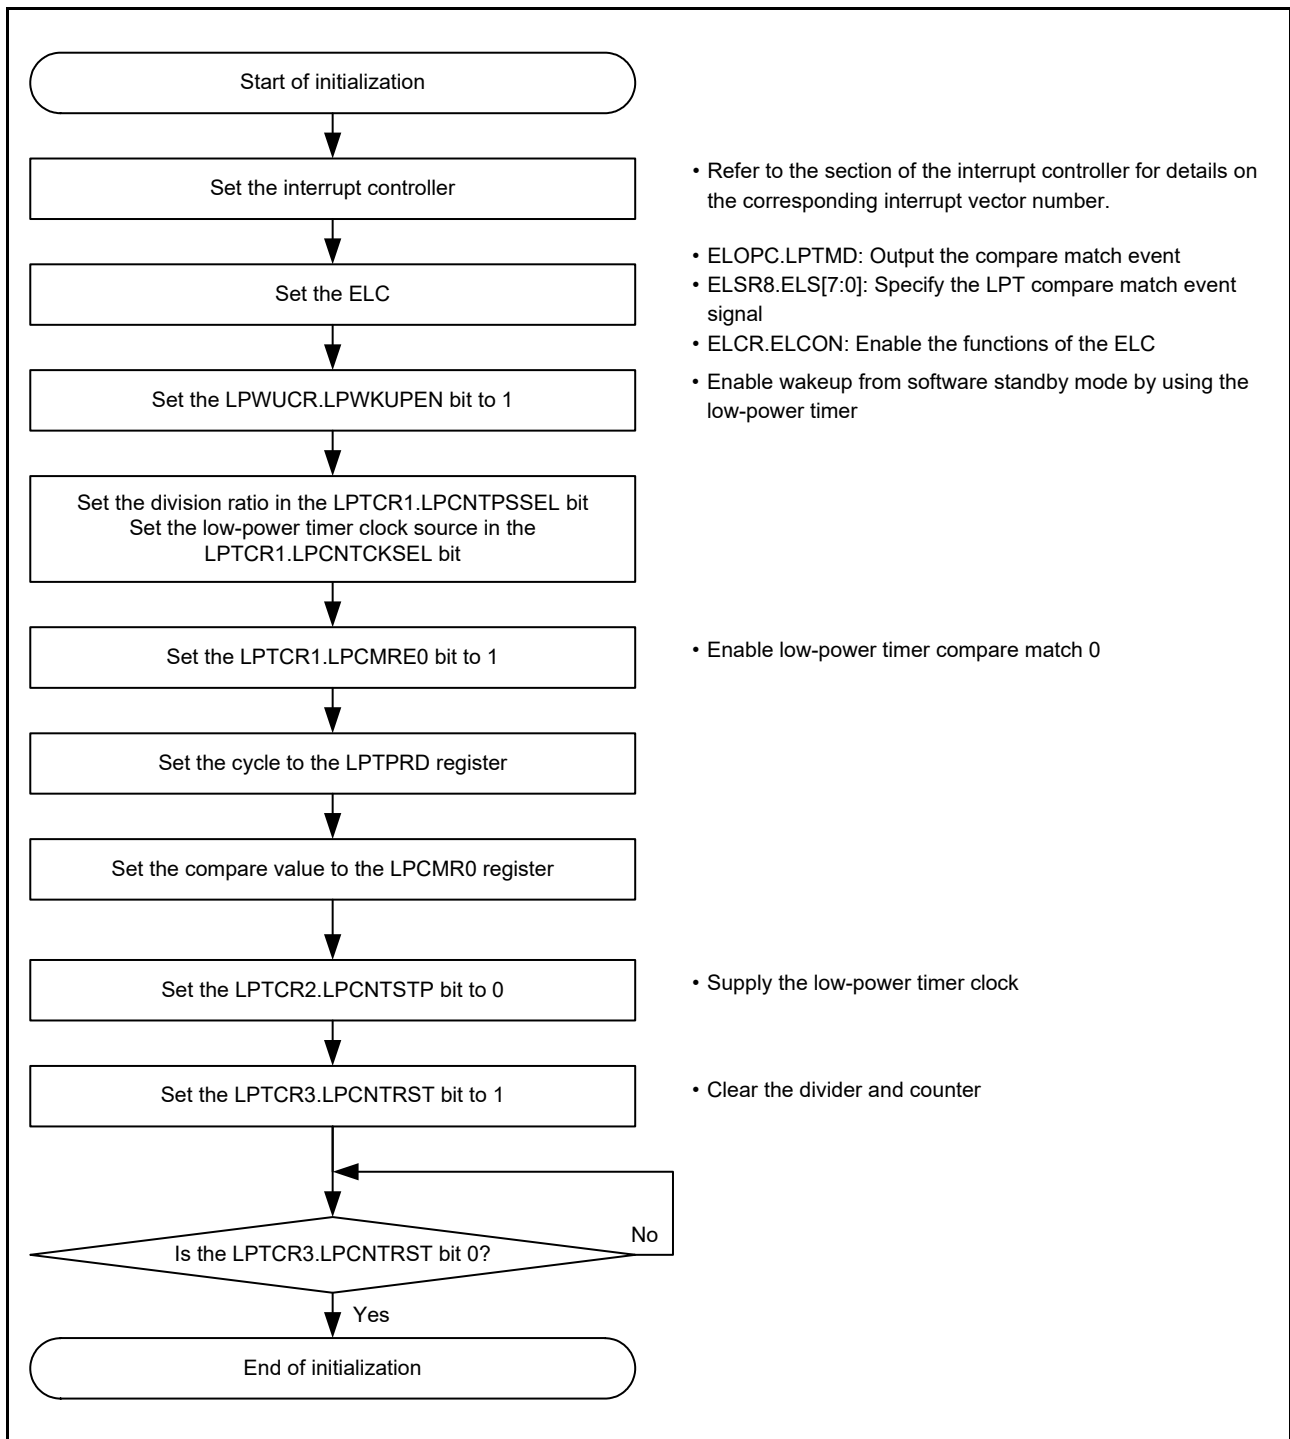 Start of initialization
Set the interrupt controller
• Refer to the section of the interrupt controller for details on
the corresponding interrupt vector number.
Set the ELC
• ELOPC.LPTMD: Output the compare match event
• ELSR8.ELS[7:0]: Specify the LPT compare match event
signal
• ELCR.ELCON: Enable the functions of the ELC
Set the LPWUCR.LPWKUPEN bit to 1
• Enable wakeup from software standby mode by using the
low-power timer
Set the division ratio in the LPTCR1.LPCNTPSSEL bit
Set the low-power timer clock source in the
LPTCR1.LPCNTCKSEL bit
Set the LPTCR1.LPCMRE0 bit to 1
• Enable low-power timer compare match 0
Set the cycle to the LPTPRD register
Set the compare value to the LPCMR0 register
Set the LPTCR2.LPCNTSTP bit to 0
• Supply the low-power timer clock
Set the LPTCR3.LPCNTRST bit to 1
• Clear the divider and counter
Is the LPTCR3.LPCNTRST bit 0?
No
Yes
End of initialization